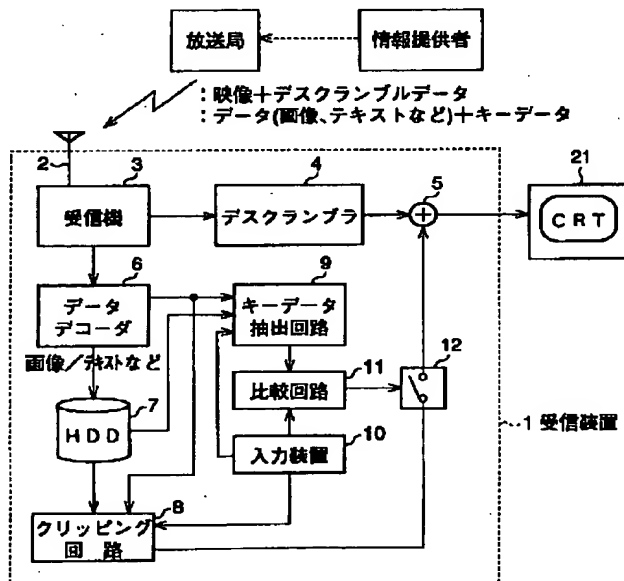 放送局
情報提供者
:映像+デスクランブルデータ
:データ(画像、テキストなど)+キーデータ
2
3
4
5
21
受信機
デスクランブラ
+
CRT
6
9
データ
デコーダ
キーデータ
抽出回路
12
画像/テキストなど
11
比較回路
7
HDD
10
入力装置
1 受信装置
8
クリッピング
回路